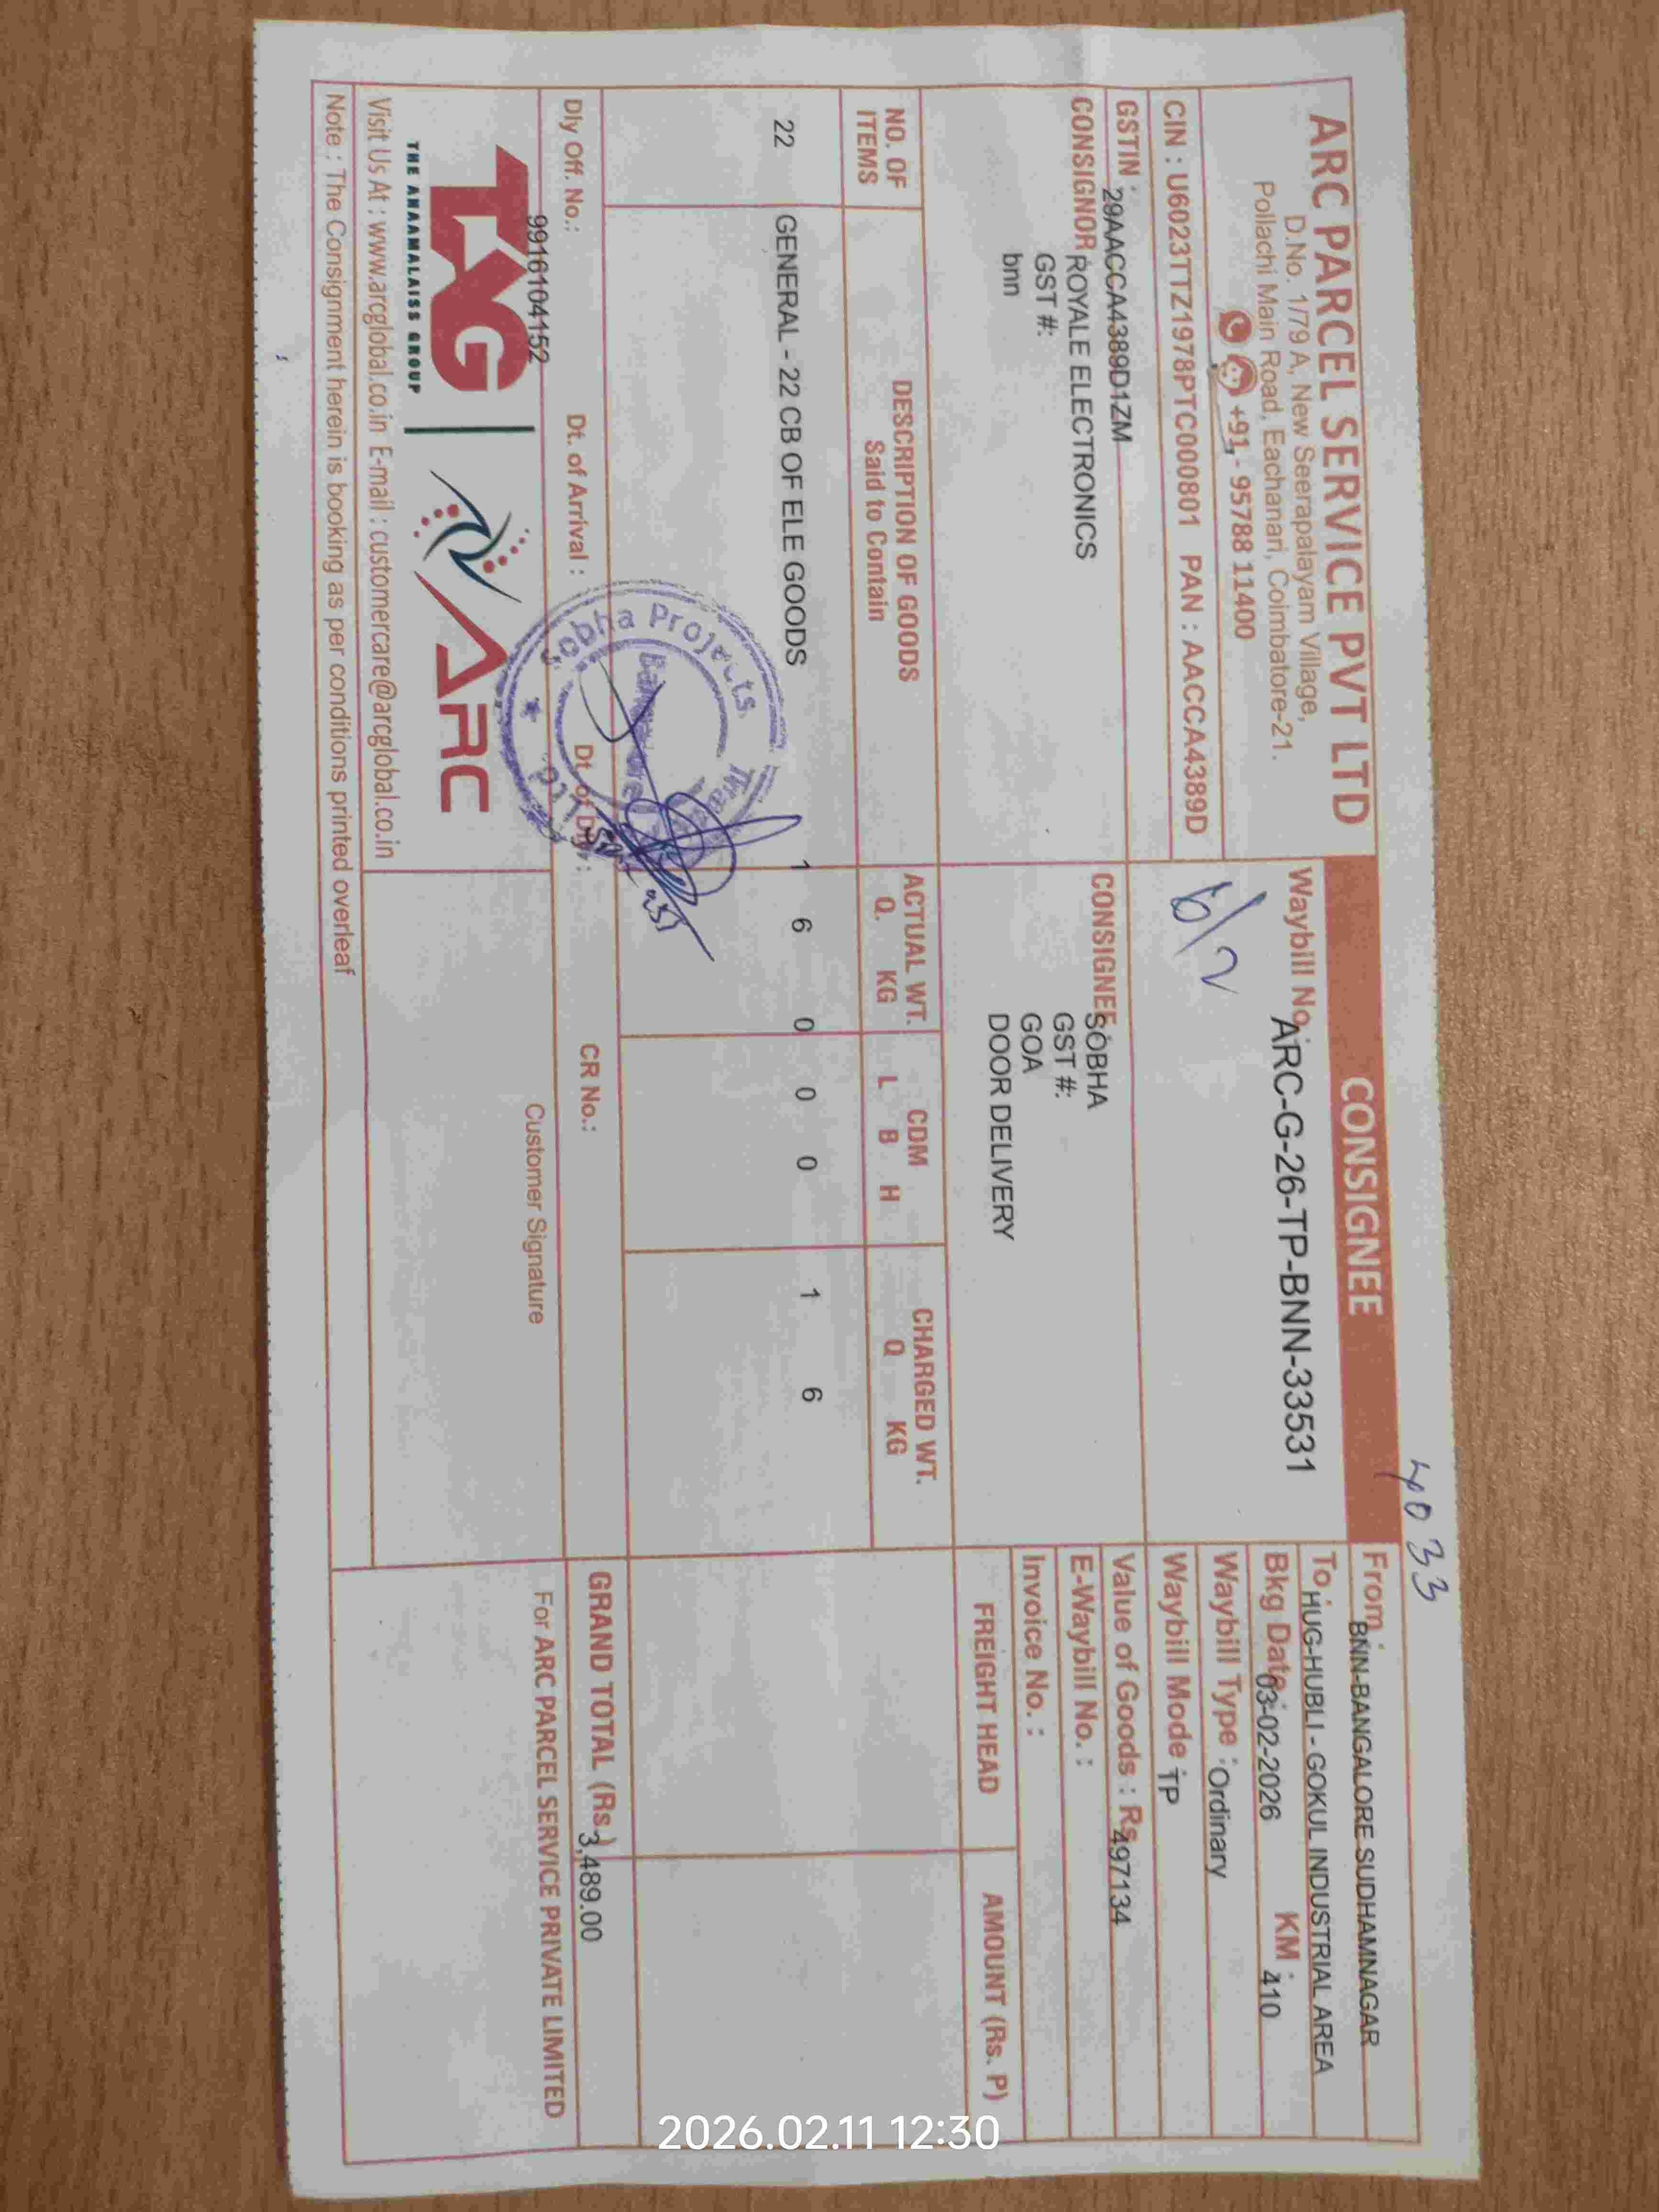 4033
ARC PARCEL SERVICE PVT LTD
D.No. 1/79 A, New Seerapalayam Village,
Pollachi Main Road, Eachanari, Coimbatore-21.
+91 - 95788 11400
CIN : U6023TTZ1978PTC000801 PAN : AACCA4389D
GSTIN : 29AACCA4389D1ZM
CONSIGNEE
Waybill No. ARC-G-26-TP-BNN-33531
6/2
From : BNN-BANGALORE-SUDHAMNAGAR
To : HUG-HUBLI - GOKUL INDUSTRIAL AREA
Bkg Date : 03-02-2026 KM : 410
Waybill Type : Ordinary
Waybill Mode : TP
Value of Goods : Rs 497134
E-Waybill No. :
Invoice No. :
CONSIGNOR ROYALE ELECTRONICS
GST #:
bnn
CONSIGNEE SOBHA
GST #:
GOA
DOOR DELIVERY
NO. OF ITEMS
DESCRIPTION OF GOODS
Said to Contain
ACTUAL WT.
Q. KG
CDM
L B H
CHARGED WT.
Q KG
FREIGHT HEAD
AMOUNT (Rs. P)
22 GENERAL - 22 CB OF ELE GOODS 1 6 0 0 0 1 6
Projects
Dly Off. No.: 9916104152
Dt. of Arrival :
Dt. of Dly. :
CR No.:
GRAND TOTAL (Rs.) 3,489.00
TAG
THE ANAAMALAISS GROUP
ARC
Customer Signature
For ARC PARCEL SERVICE PRIVATE LIMITED
Visit Us At : www.arcglobal.co.in E-mail : customercare@arcglobal.co.in
Note : The Consignment herein is booking as per conditions printed overleaf
2026.02.11 12:30